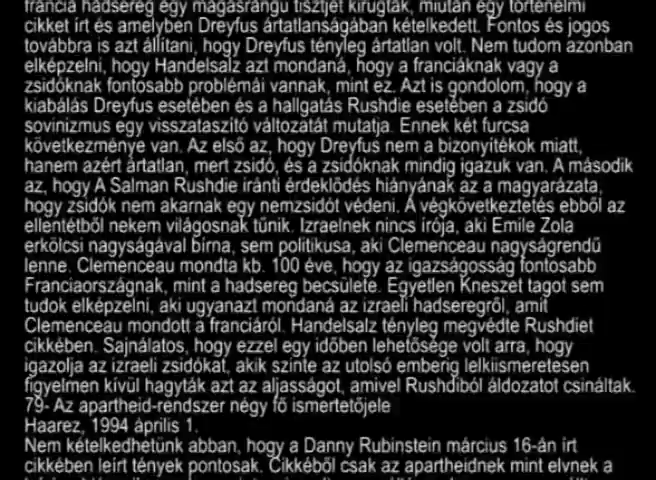 francia hadsereg egy magasrangú tisztjét kirúgták, miután egy történelmi
cikket írt és amelyben Dreyfus ártatlanságában kételkedett. Fontos és jogos
továbbra is azt állítani, hogy Dreyfus tényleg ártatlan volt. Nem tudom azonban
elképzelni, hogy Handelsalz azt mondaná, hogy a franciáknak vagy a
zsidóknak fontosabb problémái vannak, mint ez. Azt is gondolom, hogy a
kiabálás Dreyfus esetében és a hallgatás Rushdie esetében a zsidó
sovinizmus egy visszataszító változatát mutatja. Ennek két furcsa
következménye van. Az első az, hogy Dreyfus nem a bizonyítékok miatt,
hanem azért ártatlan, mert zsidó, és a zsidóknak mindig igazuk van. A második
az, hogy A Salman Rushdie iránti érdeklődés hiányának az a magyarázata,
hogy zsidók nem akarnak egy nemzsidót védeni. A végkövetkeztetés ebből az
ellentétből nekem világosnak tűnik. Izraelnek nincs írója, aki Emile Zola
erkölcsi nagyságával bírna, sem politikusa, aki Clemenceau nagyságrendű
lenne. Clemenceau mondta kb. 100 éve, hogy az igazságosság fontosabb
Franciaországnak, mint a hadsereg becsülete. Egyetlen Kneszet tagot sem
tudok elképzelni, aki ugyanazt mondaná az izraeli hadseregről, amit
Clemenceau mondott a franciáról. Handelsalz tényleg megvédte Rushdiet
cikkében. Sajnálatos, hogy ezzel egy időben lehetősége volt arra, hogy
igazolja az izraeli zsidókat, akik szinte az utolsó emberig lelkiismeretesen
figyelmen kívül hagyták azt az aljasságot, amivel Rushdiból áldozatot csináltak.
79- Az apartheid-rendszer négy fő ismertetőjele
Haarez, 1994 április 1.
Nem kételkedhetünk abban, hogy a Danny Rubinstein március 16-án írt
cikkében leírt tények pontosak. Cikkéből csak az apartheidnek mint elvnek a